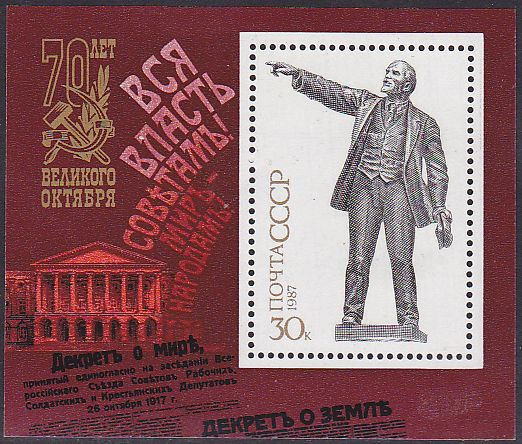 70 ЛЕТ
ВЕЛИКОГО
ОКТЯБРЯ
ВСЯ
ВЛАСТЬ
СОВѢТАМЪ!
МИРЪ-
НАРОДАМЪ!
ПОЧТА СССР
1987
30к
Декретъ о мирѣ,
принятый единогласно на засѣданіи Все-
россійскаго Съѣзда Совѣтовъ Рабочихъ,
Солдатскихъ и Крестьянскихъ Депутатовъ
26 октября 1917 г.
ДЕКРЕТЪ О ЗЕМЛѢ